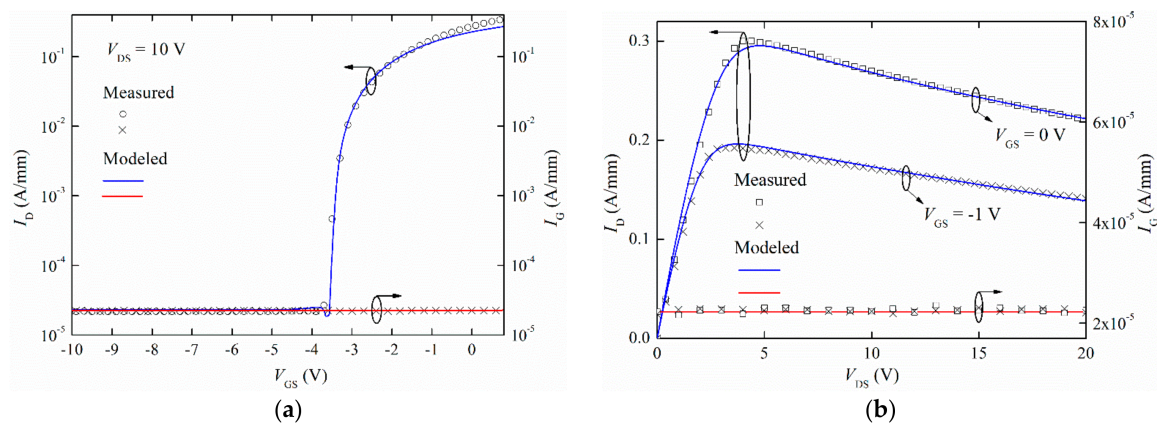 10⁻¹
10⁻²
10⁻³
10⁻⁴
10⁻⁵
I_D (A/mm)
V_DS = 10 V
Measured
Modeled
10⁻¹
10⁻²
10⁻³
10⁻⁴
10⁻⁵
I_G (A/mm)
-10 -9 -8 -7 -6 -5 -4 -3 -2 -1 0
V_GS (V)
(a)
0.3
0.2
0.1
0.0
I_D (A/mm)
V_GS = 0 V
Measured
V_GS = -1 V
Modeled
8x10⁻⁵
6x10⁻⁵
4x10⁻⁵
2x10⁻⁵
I_G (A/mm)
0 5 10 15 20
V_DS (V)
(b)